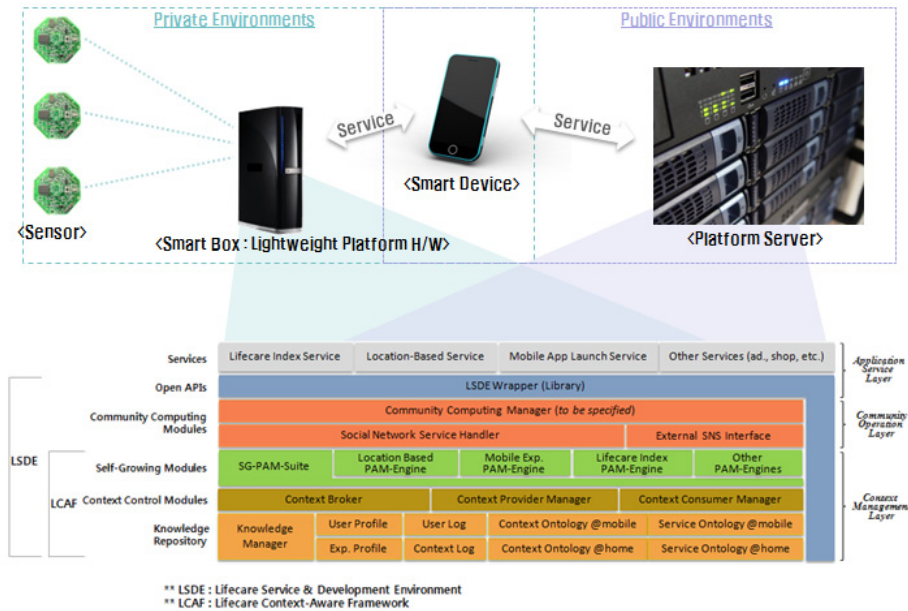 Private Environments
Public Environments
Service
Service
<Smart Device>
<Sensor>
<Smart Box : Lightweight Platform H/W>
<Platform Server>
Services
Lifecare Index Service
Location-Based Service
Mobile App Launch Service
Other Services (ad., shop, etc.)
Application Service Layer
Open APIs
LSDE Wrapper (Library)
Community Computing Modules
Community Computing Manager (to be specified)
Social Network Service Handler
External SNS Interface
Community Operation Layer
LSDE
LCAF
Self-Growing Modules
SG-PAM-Suite
Location Based PAM-Engine
Mobile Exp. PAM-Engine
Lifecare Index PAM-Engine
Other PAM-Engines
Context Control Modules
Context Broker
Context Provider Manager
Context Consumer Manager
Context Management Layer
Knowledge Repository
Knowledge Manager
User Profile
User Log
Context Ontology @mobile
Service Ontology @mobile
Exp. Profile
Context Log
Context Ontology @home
Service Ontology @home
** LSDE : Lifecare Service & Development Environment
** LCAF : Lifecare Context-Aware Framework